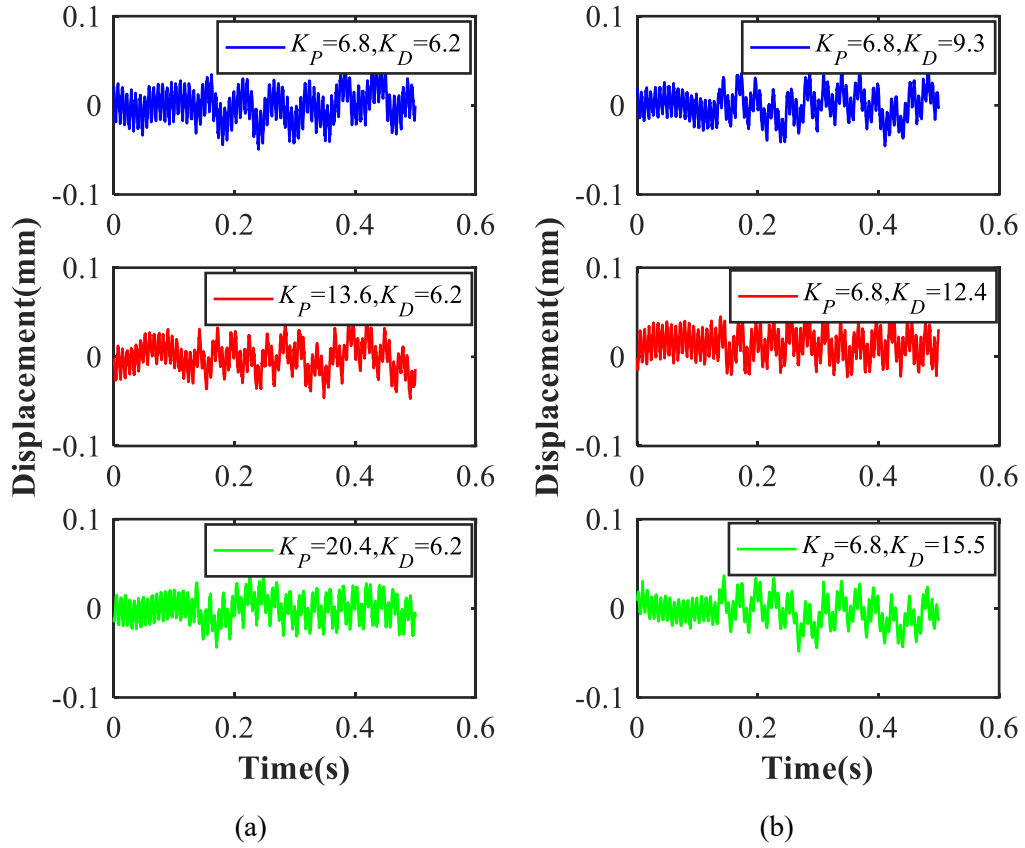 0.1
K_P=6.8,K_D=6.2
0
-0.1
0 0.2 0.4 0.6
0.1
K_P=13.6,K_D=6.2
0
-0.1
0 0.2 0.4 0.6
0.1
K_P=20.4,K_D=6.2
0
-0.1
0 0.2 0.4 0.6
Displacement(mm)
Time(s)
(a)
0.1
K_P=6.8,K_D=9.3
0
-0.1
0 0.2 0.4 0.6
0.1
K_P=6.8,K_D=12.4
0
-0.1
0 0.2 0.4 0.6
0.1
K_P=6.8,K_D=15.5
0
-0.1
0 0.2 0.4 0.6
Displacement(mm)
Time(s)
(b)